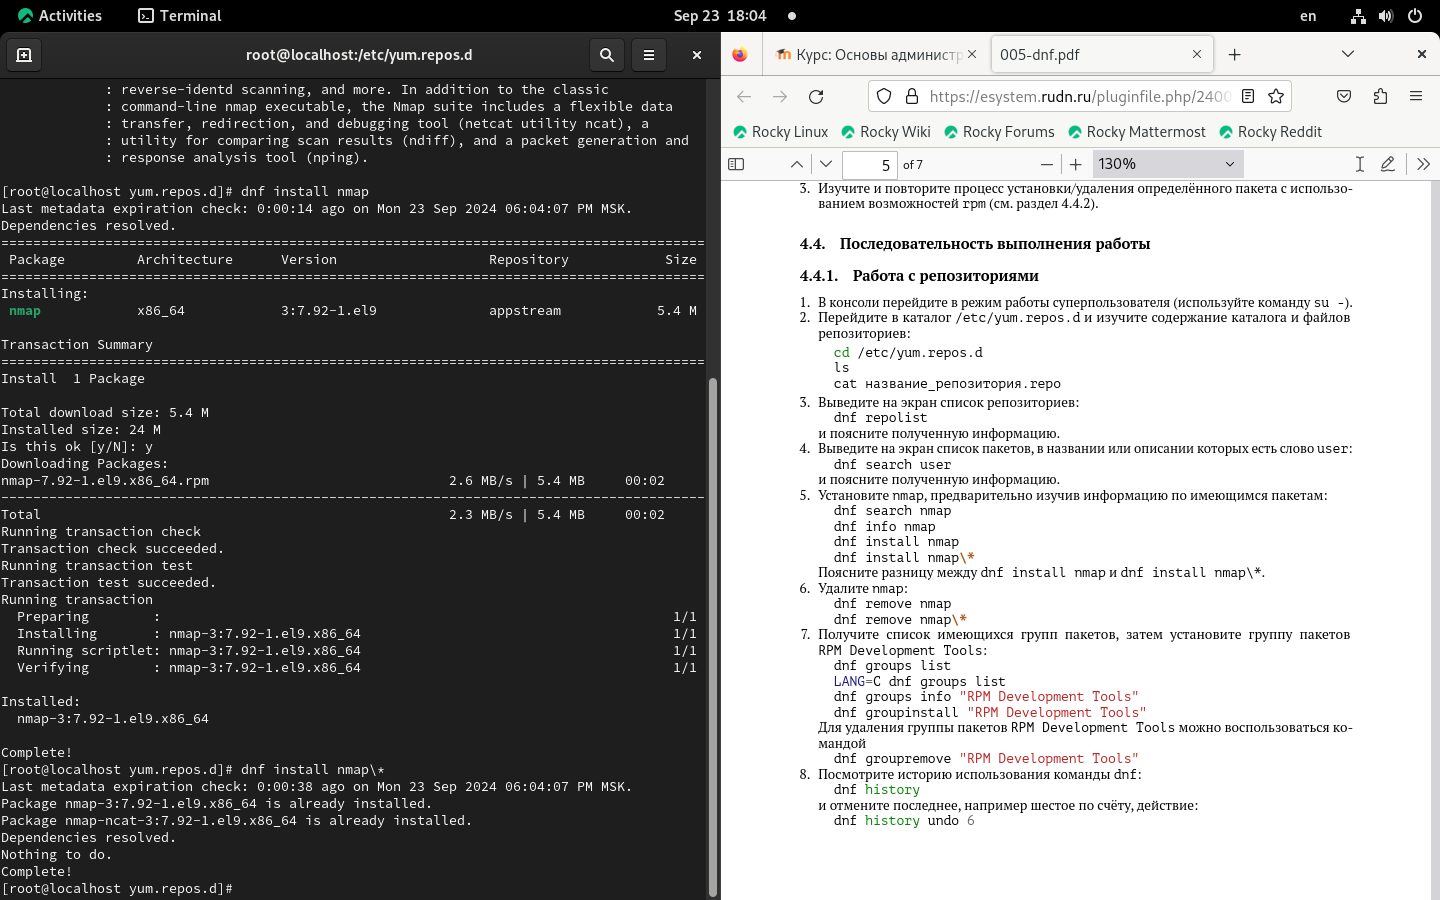 Activities
Terminal
Sep 23 18:04
en
root@localhost:/etc/yum.repos.d
: reverse-identd scanning, and more. In addition to the classic
: command-line nmap executable, the Nmap suite includes a flexible data
: transfer, redirection, and debugging tool (netcat utility ncat), a
: utility for comparing scan results (ndiff), and a packet generation and
: response analysis tool (nping).
[root@localhost yum.repos.d]# dnf install nmap
Last metadata expiration check: 0:00:14 ago on Mon 23 Sep 2024 06:04:07 PM MSK.
Dependencies resolved.
Package Architecture Version Repository Size
Installing:
nmap x86_64 3:7.92-1.el9 appstream 5.4 M
Transaction Summary
Install 1 Package
Total download size: 5.4 M
Installed size: 24 M
Is this ok [y/N]: y
Downloading Packages:
nmap-7.92-1.el9.x86_64.rpm 2.6 MB/s | 5.4 MB 00:02
Total 2.3 MB/s | 5.4 MB 00:02
Running transaction check
Transaction check succeeded.
Running transaction test
Transaction test succeeded.
Running transaction
Preparing : 1/1
Installing : nmap-3:7.92-1.el9.x86_64 1/1
Running scriptlet: nmap-3:7.92-1.el9.x86_64 1/1
Verifying : nmap-3:7.92-1.el9.x86_64 1/1
Installed:
nmap-3:7.92-1.el9.x86_64
Complete!
[root@localhost yum.repos.d]# dnf install nmap\*
Last metadata expiration check: 0:00:38 ago on Mon 23 Sep 2024 06:04:07 PM MSK.
Package nmap-3:7.92-1.el9.x86_64 is already installed.
Package nmap-ncat-3:7.92-1.el9.x86_64 is already installed.
Dependencies resolved.
Nothing to do.
Complete!
[root@localhost yum.repos.d]#
Курс: Основы администр
005-dnf.pdf
https://esystem.rudn.ru/pluginfile.php/2400
Rocky Linux
Rocky Wiki
Rocky Forums
Rocky Mattermost
Rocky Reddit
5 of 7
130%
3. Изучите и повторите процесс установки/удаления определённого пакета с использо-
ванием возможностей rpm (см. раздел 4.4.2).
4.4. Последовательность выполнения работы
4.4.1. Работа с репозиториями
1. В консоли перейдите в режим работы суперпользователя (используйте команду su -).
2. Перейдите в каталог /etc/yum.repos.d и изучите содержание каталога и файлов
репозиториев:
cd /etc/yum.repos.d
ls
cat название_репозитория.repo
3. Выведите на экран список репозиториев:
dnf repolist
и поясните полученную информацию.
4. Выведите на экран список пакетов, в названии или описании которых есть слово user:
dnf search user
и поясните полученную информацию.
5. Установите nmap, предварительно изучив информацию по имеющимся пакетам:
dnf search nmap
dnf info nmap
dnf install nmap
dnf install nmap\*
Поясните разницу между dnf install nmap и dnf install nmap\*.
6. Удалите nmap:
dnf remove nmap
dnf remove nmap\*
7. Получите список имеющихся групп пакетов, затем установите группу пакетов
RPM Development Tools:
dnf groups list
LANG=C dnf groups list
dnf groups info "RPM Development Tools"
dnf groupinstall "RPM Development Tools"
Для удаления группы пакетов RPM Development Tools можно воспользоваться ко-
мандой
dnf groupremove "RPM Development Tools"
8. Посмотрите историю использования команды dnf:
dnf history
и отмените последнее, например шестое по счёту, действие:
dnf history undo 6